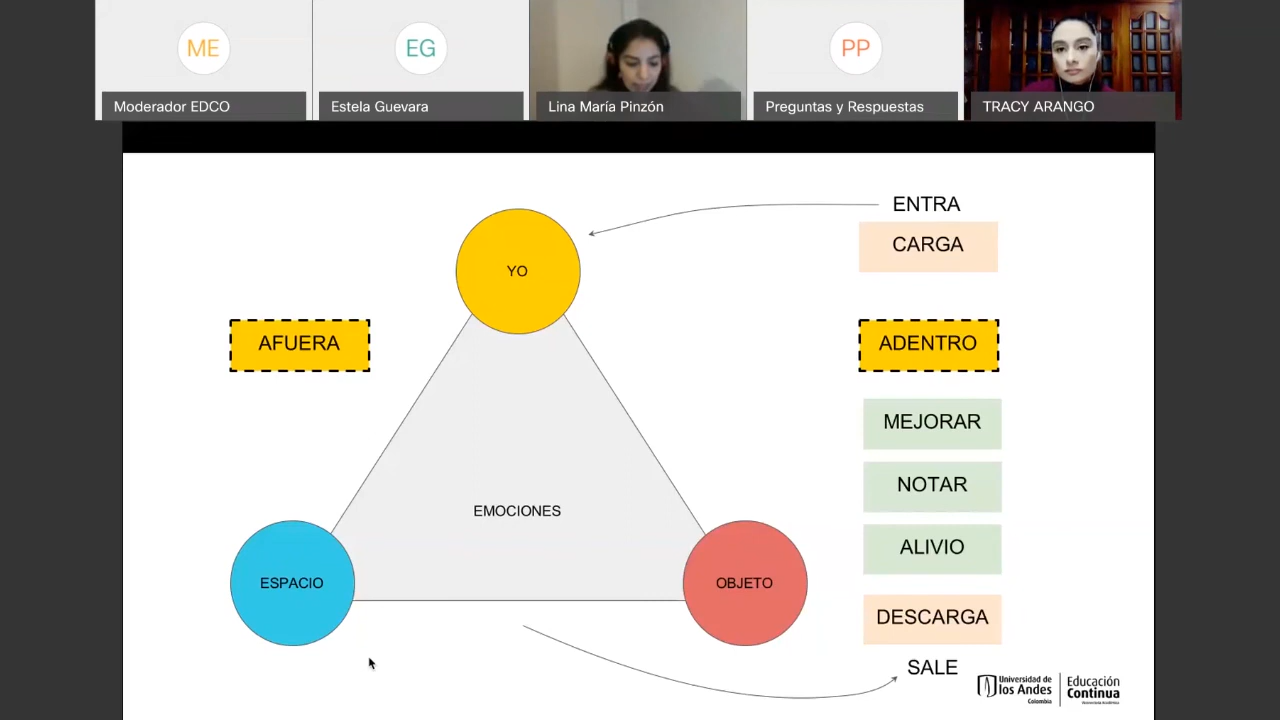 ME
EG
PP
Moderador EDCO
Estela Guevara
Lina María Pinzón
Preguntas y Respuestas
TRACY ARANGO
ENTRA
CARGA
YO
AFUERA
ADENTRO
MEJORAR
NOTAR
EMOCIONES
ALIVIO
ESPACIO
OBJETO
DESCARGA
SALE
Universidad de
los Andes
Colombia
Educación
Continua